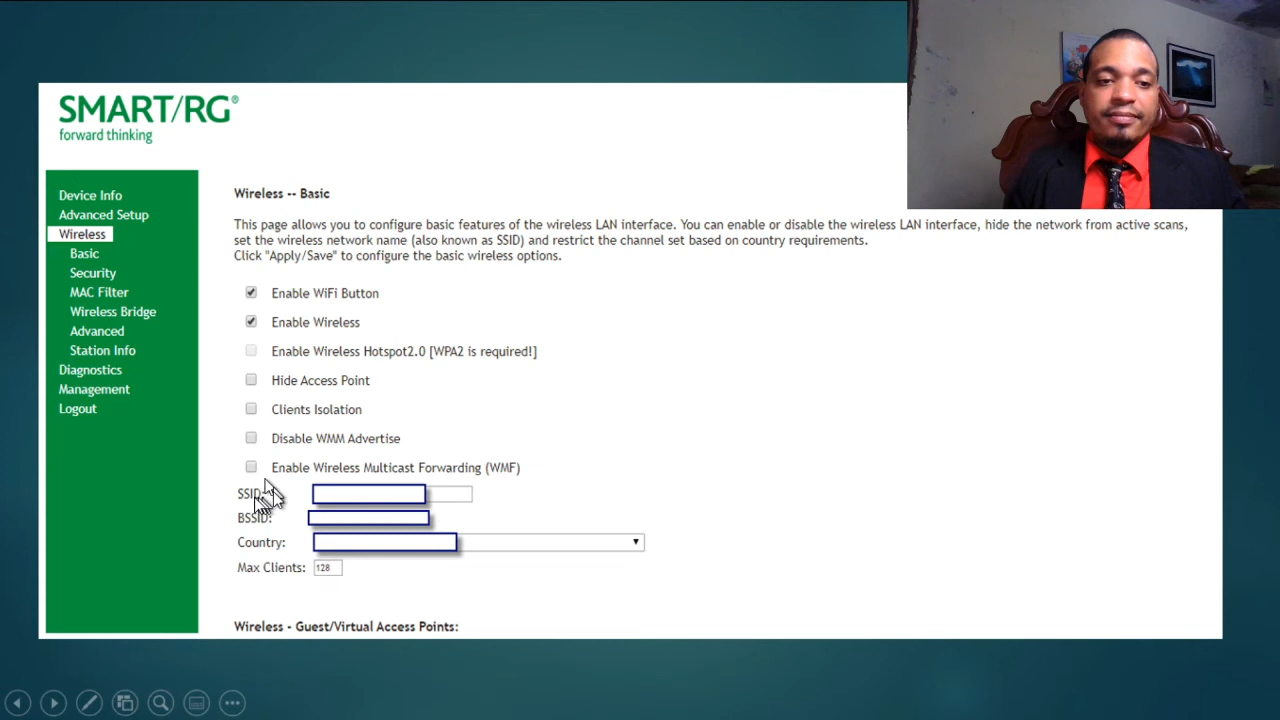 SMART/RG®
forward thinking
Device Info
Advanced Setup
Wireless
Basic
Security
MAC Filter
Wireless Bridge
Advanced
Station Info
Diagnostics
Management
Logout
Wireless -- Basic
This page allows you to configure basic features of the wireless LAN interface. You can enable or disable the wireless LAN interface, hide the network from active scans,
set the wireless network name (also known as SSID) and restrict the channel set based on country requirements.
Click "Apply/Save" to configure the basic wireless options.
Enable WiFi Button
Enable Wireless
Enable Wireless Hotspot2.0 [WPA2 is required!]
Hide Access Point
Clients Isolation
Disable WMM Advertise
Enable Wireless Multicast Forwarding (WMF)
SSID:
BSSID:
Country:
Max Clients: 128
Wireless - Guest/Virtual Access Points: